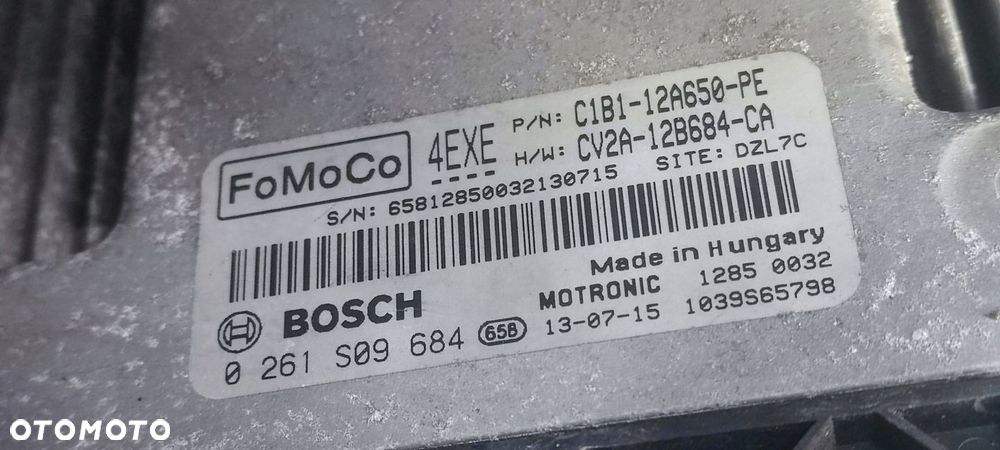 FoMoCo
4EXE
P/N: C1B1-12A650-PE
H/W: CV2A-12B684-CA
S/N: 65812850032130715
SITE: DZL7C
Made in Hungary
BOSCH
MOTRONIC
1285 0032
0 261 S09 684
65B
13-07-15
1039S65798
OTOMOTO